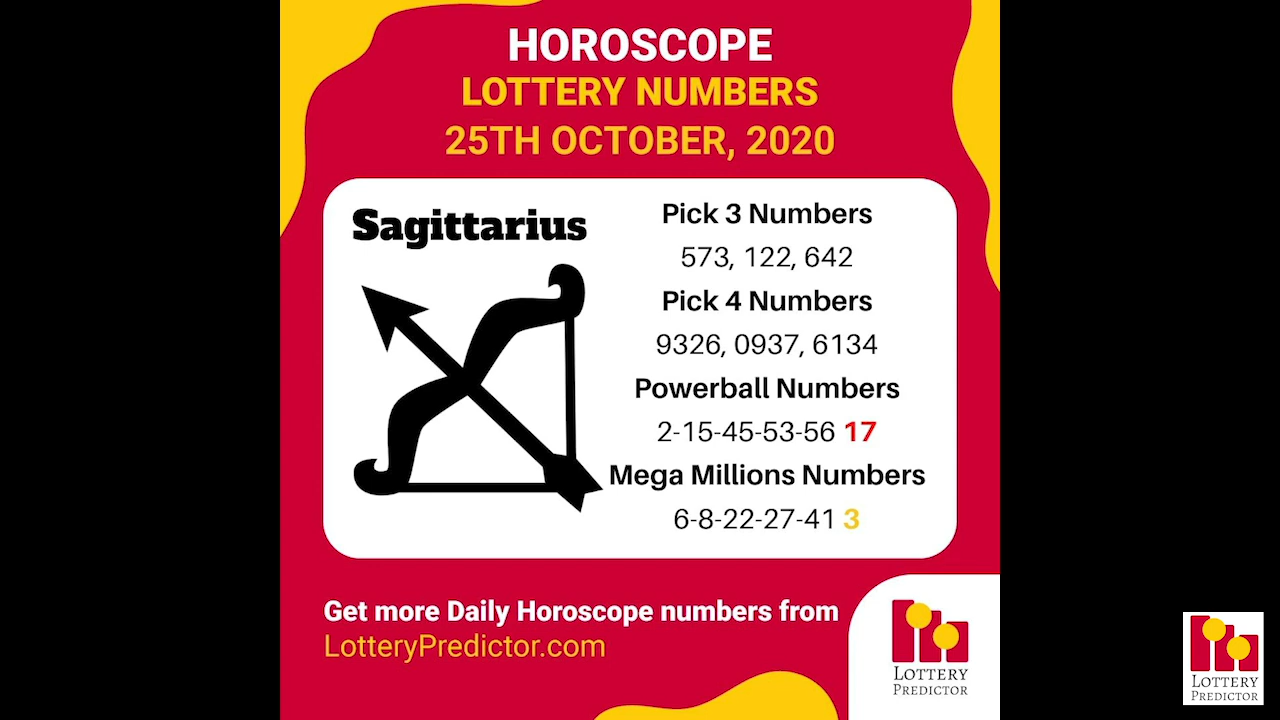 HOROSCOPE
LOTTERY NUMBERS
25TH OCTOBER, 2020
Sagittarius
Pick 3 Numbers
573, 122, 642
Pick 4 Numbers
9326, 0937, 6134
Powerball Numbers
2-15-45-53-56 17
Mega Millions Numbers
6-8-22-27-41 3
Get more Daily Horoscope numbers from
LotteryPredictor.com
LOTTERY
PREDICTOR
LOTTERY
PREDICTOR